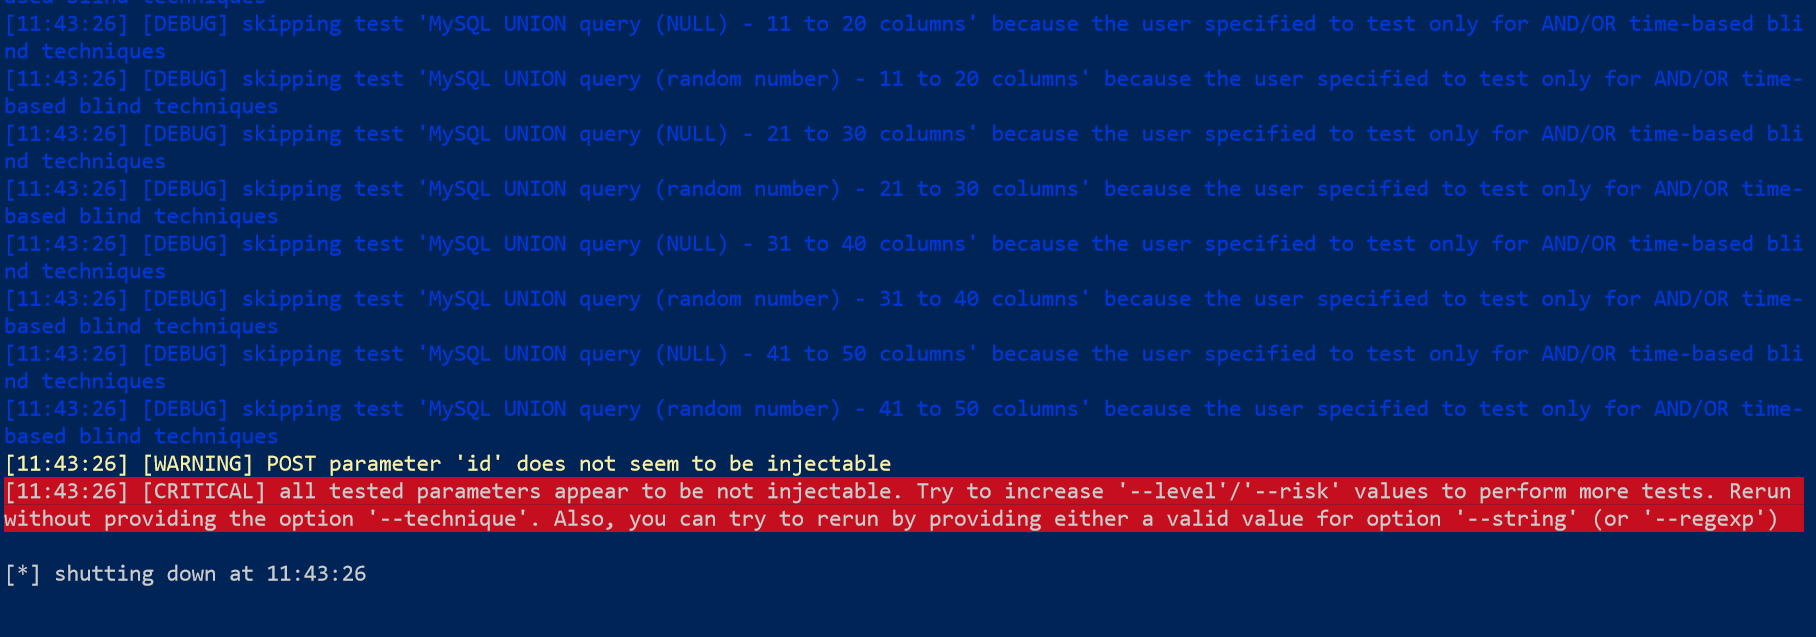 used blind techniques
[11:43:26] [DEBUG] skipping test 'MySQL UNION query (NULL) - 11 to 20 columns' because the user specified to test only for AND/OR time-based bli
nd techniques
[11:43:26] [DEBUG] skipping test 'MySQL UNION query (random number) - 11 to 20 columns' because the user specified to test only for AND/OR time-
based blind techniques
[11:43:26] [DEBUG] skipping test 'MySQL UNION query (NULL) - 21 to 30 columns' because the user specified to test only for AND/OR time-based bli
nd techniques
[11:43:26] [DEBUG] skipping test 'MySQL UNION query (random number) - 21 to 30 columns' because the user specified to test only for AND/OR time-
based blind techniques
[11:43:26] [DEBUG] skipping test 'MySQL UNION query (NULL) - 31 to 40 columns' because the user specified to test only for AND/OR time-based bli
nd techniques
[11:43:26] [DEBUG] skipping test 'MySQL UNION query (random number) - 31 to 40 columns' because the user specified to test only for AND/OR time-
based blind techniques
[11:43:26] [DEBUG] skipping test 'MySQL UNION query (NULL) - 41 to 50 columns' because the user specified to test only for AND/OR time-based bli
nd techniques
[11:43:26] [DEBUG] skipping test 'MySQL UNION query (random number) - 41 to 50 columns' because the user specified to test only for AND/OR time-
based blind techniques
[11:43:26] [WARNING] POST parameter 'id' does not seem to be injectable
[11:43:26] [CRITICAL] all tested parameters appear to be not injectable. Try to increase '--level'/'--risk' values to perform more tests. Rerun
without providing the option '--technique'. Also, you can try to rerun by providing either a valid value for option '--string' (or '--regexp')
[*] shutting down at 11:43:26